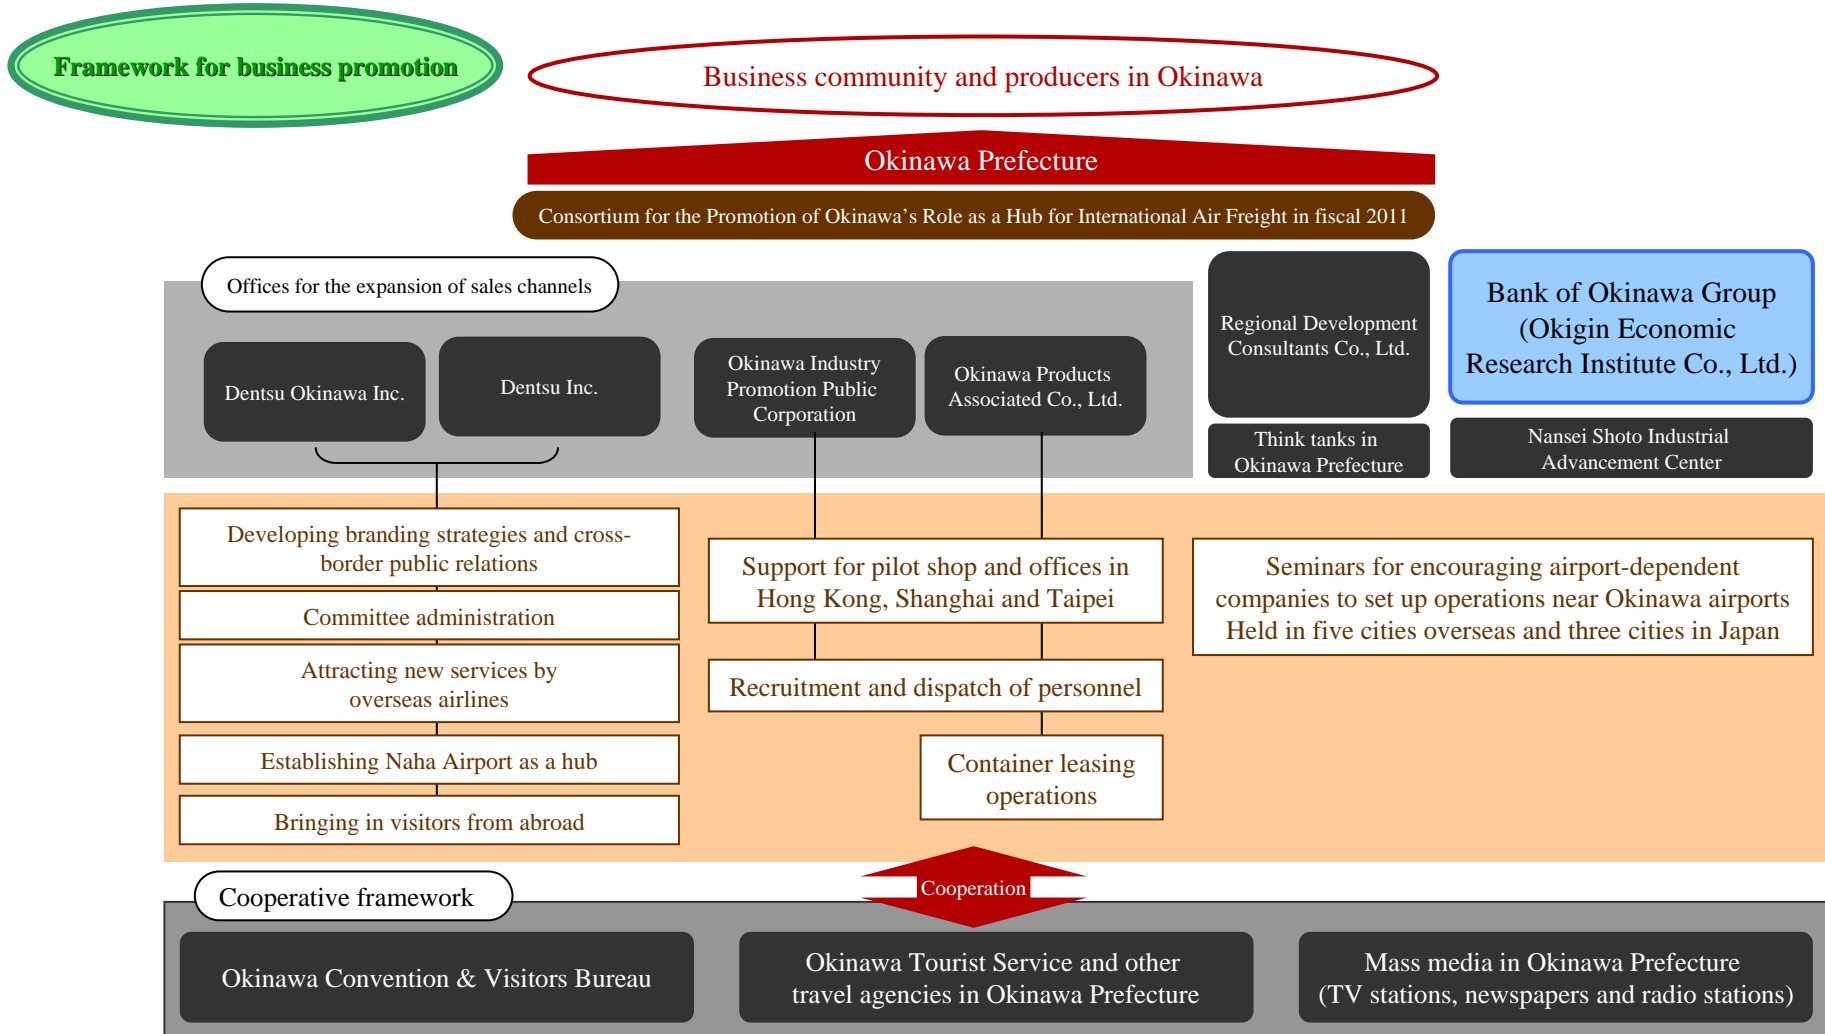 Framework for business promotion
Business community and producers in Okinawa
Okinawa Prefecture
Consortium for the Promotion of Okinawa’s Role as a Hub for International Air Freight in fiscal 2011
Offices for the expansion of sales channels
Dentsu Okinawa Inc.
Dentsu Inc.
Okinawa Industry
Promotion Public
Corporation
Okinawa Products
Associated Co., Ltd.
Regional Development
Consultants Co., Ltd.
Think tanks in
Okinawa Prefecture
Bank of Okinawa Group
(Okigin Economic
Research Institute Co., Ltd.)
Nansei Shoto Industrial
Advancement Center
Developing branding strategies and cross-
border public relations
Committee administration
Attracting new services by
overseas airlines
Establishing Naha Airport as a hub
Bringing in visitors from abroad
Support for pilot shop and offices in
Hong Kong, Shanghai and Taipei
Recruitment and dispatch of personnel
Container leasing
operations
Seminars for encouraging airport-dependent
companies to set up operations near Okinawa airports
Held in five cities overseas and three cities in Japan
Cooperation
Cooperative framework
Okinawa Convention & Visitors Bureau
Okinawa Tourist Service and other
travel agencies in Okinawa Prefecture
Mass media in Okinawa Prefecture
(TV stations, newspapers and radio stations)